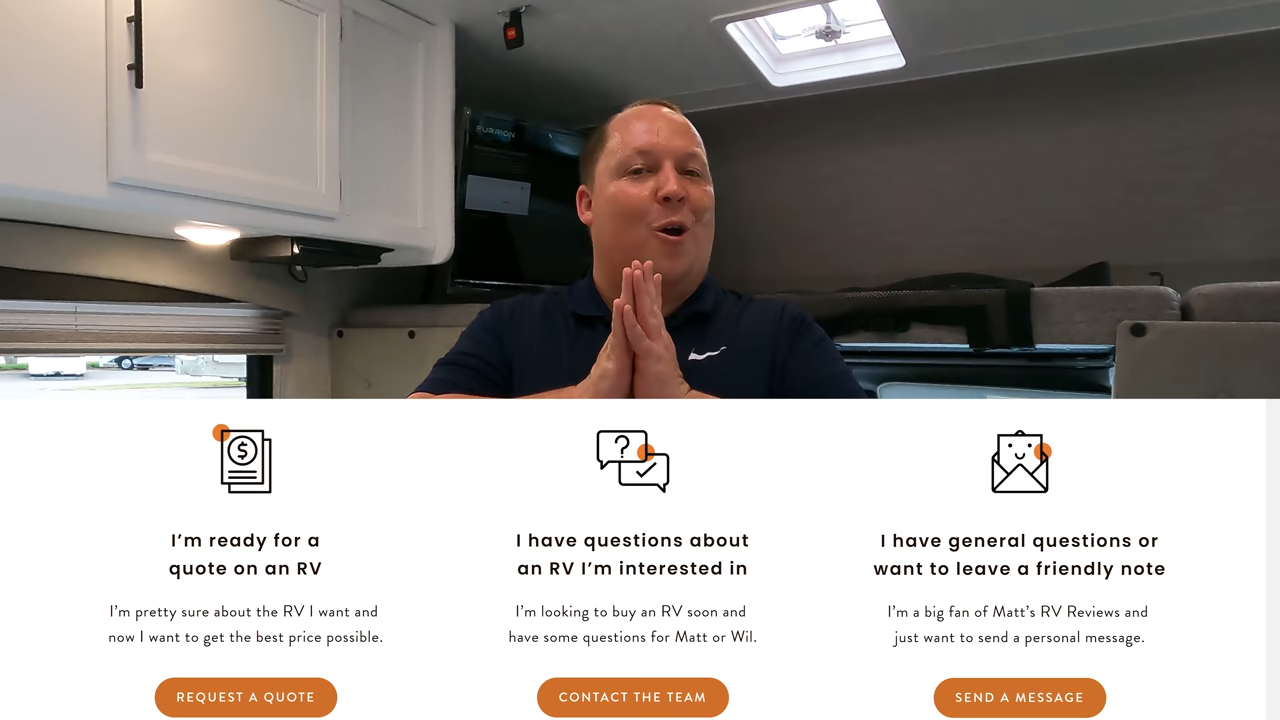 FURRION
I'm ready for a
quote on an RV
I'm pretty sure about the RV I want and
now I want to get the best price possible.
REQUEST A QUOTE
I have questions about
an RV I'm interested in
I'm looking to buy an RV soon and
have some questions for Matt or Wil.
CONTACT THE TEAM
I have general questions or
want to leave a friendly note
I'm a big fan of Matt's RV Reviews and
just want to send a personal message.
SEND A MESSAGE